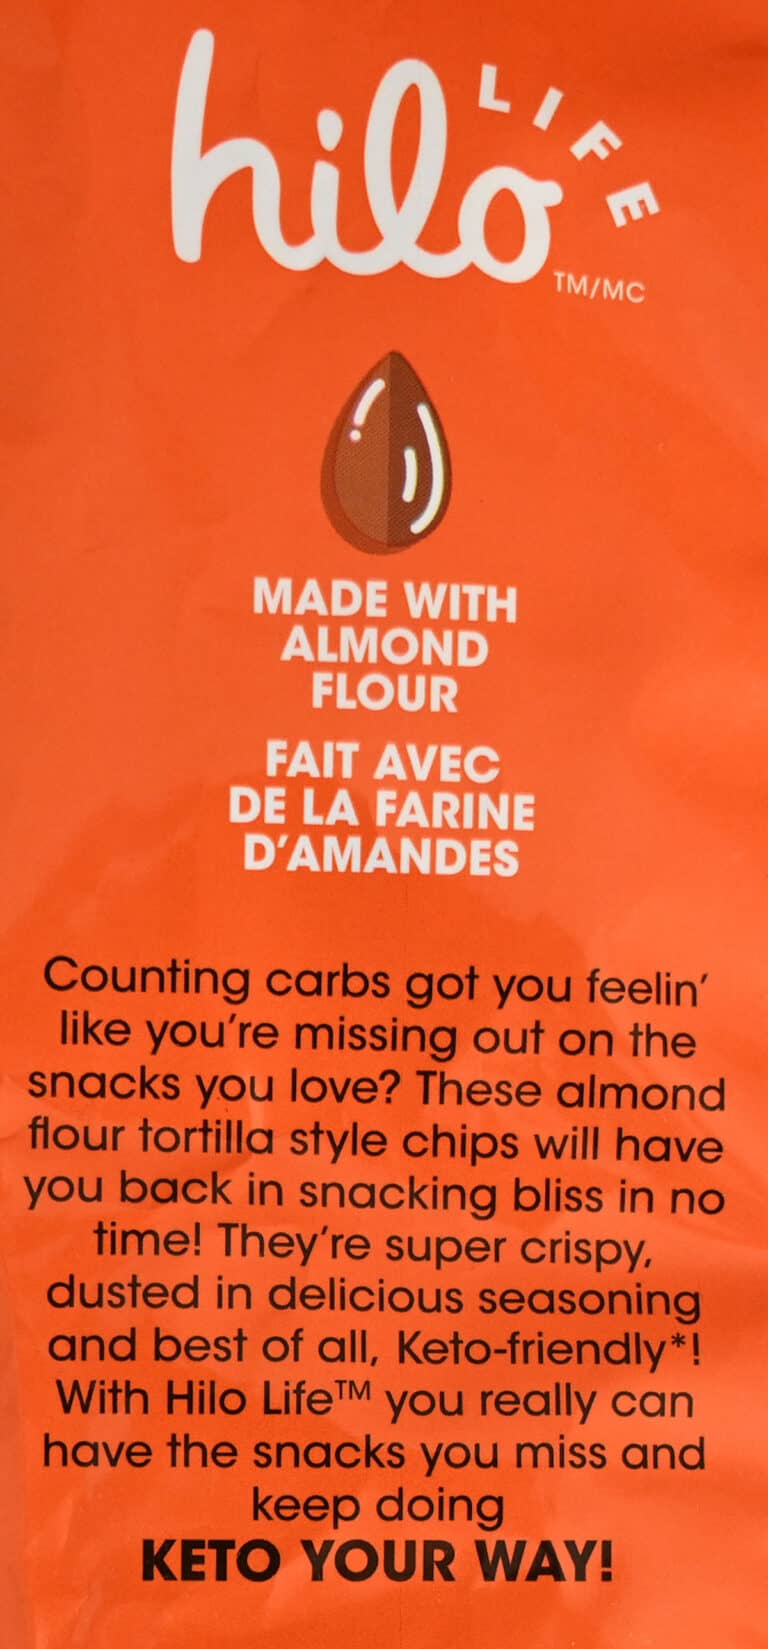 hilo LIFE
TM/MC
MADE WITH
ALMOND
FLOUR
FAIT AVEC
DE LA FARINE
D'AMANDES
Counting carbs got you feelin'
like you're missing out on the
snacks you love? These almond
flour tortilla style chips will have
you back in snacking bliss in no
time! They're super crispy,
dusted in delicious seasoning
and best of all, Keto-friendly*!
With Hilo Life™ you really can
have the snacks you miss and
keep doing
KETO YOUR WAY!